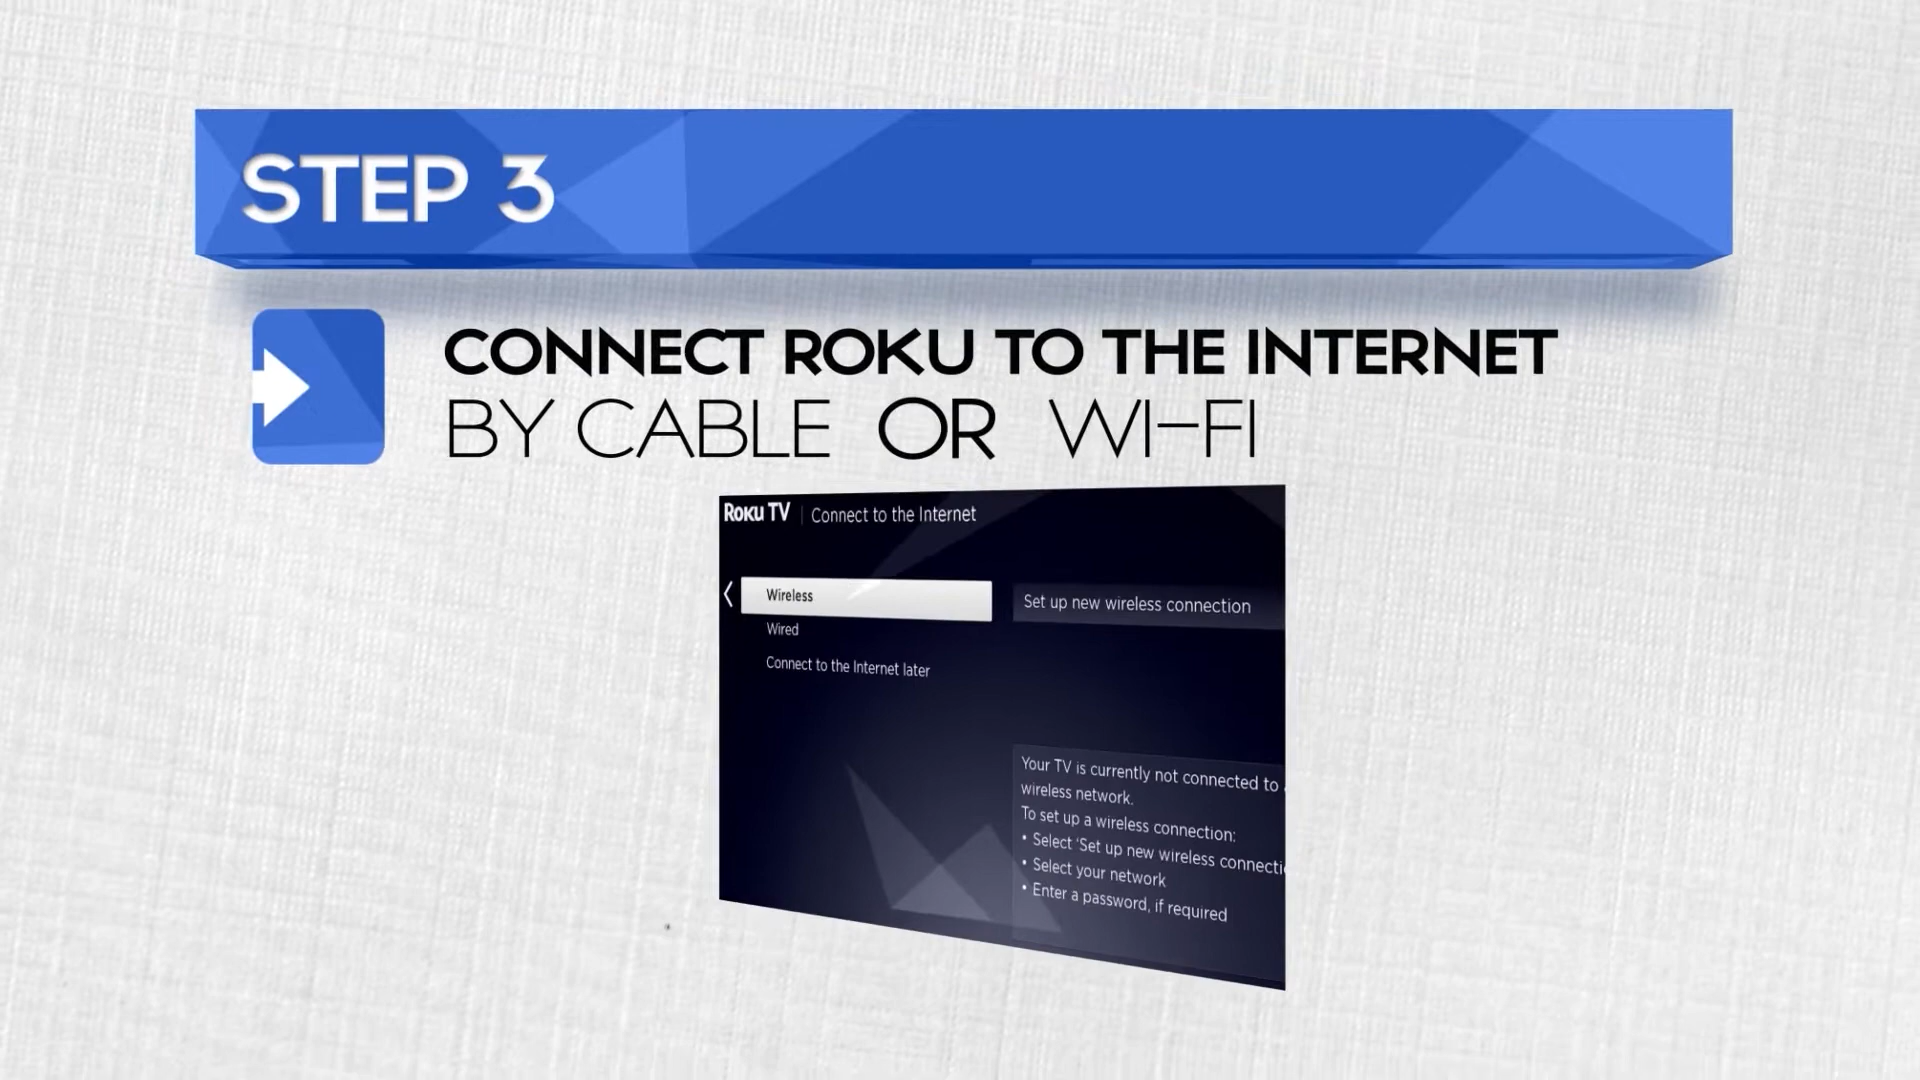 STEP 3
CONNECT ROKU TO THE INTERNET
BY CABLE OR WI-FI
Roku TV | Connect to the Internet
Wireless
Set up new wireless connection
Wired
Connect to the Internet later
Your TV is currently not connected to
wireless network.
To set up a wireless connection:
• Select 'Set up new wireless
• Select your network
• Enter a password, if required